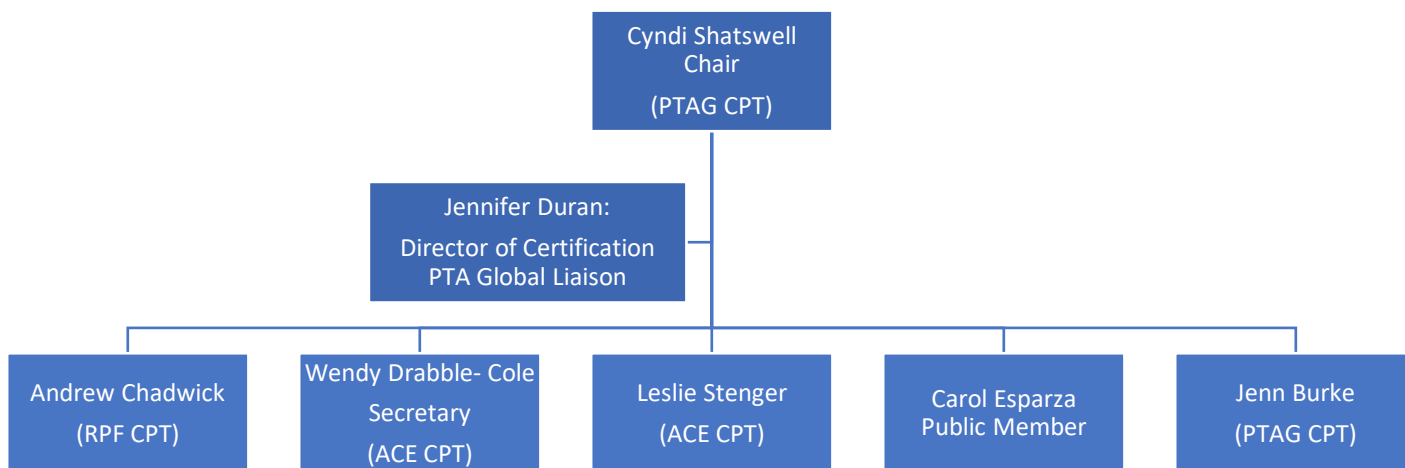 Cyndi Shatswell
Chair
(PTAG CPT)
Jennifer Duran:
Director of Certification
PTA Global Liaison
Andrew Chadwick
(RPF CPT)
Wendy Drabble- Cole
Secretary
(ACE CPT)
Leslie Stenger
(ACE CPT)
Carol Esparza
Public Member
Jenn Burke
(PTAG CPT)